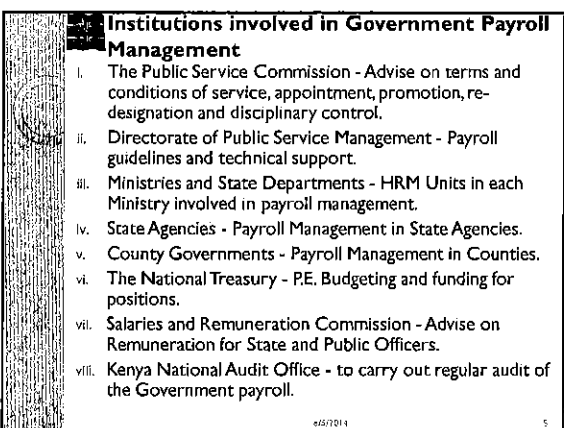 Institutions involved in Government Payroll
Management
i. The Public Service Commission - Advise on terms and
conditions of service, appointment, promotion, re-
designation and disciplinary control.
ii. Directorate of Public Service Management - Payroll
guidelines and technical support.
iii. Ministries and State Departments - HRM Units in each
Ministry involved in payroll management.
iv. State Agencies - Payroll Management in State Agencies.
v. County Governments - Payroll Management in Counties.
vi. The National Treasury - P.E. Budgeting and funding for
positions.
vii. Salaries and Remuneration Commission - Advise on
Remuneration for State and Public Officers.
viii. Kenya National Audit Office - to carry out regular audit of
the Government payroll.
5